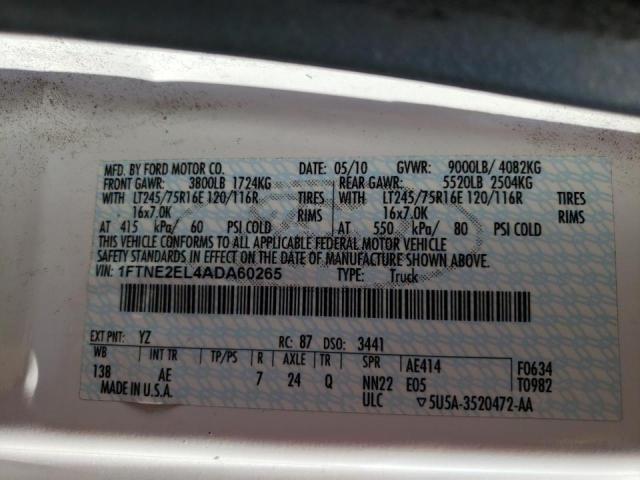 MFD. BY FORD MOTOR CO. DATE: 05/10 GVWR: 9000LB/ 4082KG
FRONT GAWR: 3800LB 1724KG REAR GAWR: 5520LB 2504KG
WITH LT245/75R16E 120/116R TIRES WITH LT245/75R16E 120/116R TIRES
16x7.0K RIMS 16x7.0K RIMS
AT 415 kPa/ 60 PSI COLD AT 550 kPa/ 80 PSI COLD
THIS VEHICLE CONFORMS TO ALL APPLICABLE FEDERAL MOTOR VEHICLE
SAFETY STANDARDS IN EFFECT ON THE DATE OF MANUFACTURE SHOWN ABOVE.
VIN: 1FTNE2EL4ADA60265 TYPE: Truck
EXT PNT: YZ RC: 87 DSO: 3441
WB INT TR TP/PS R AXLE TR SPR AE414 F0634
138 AE 7 24 Q NN22 E05 T0982
MADE IN U.S.A. ULC ▽5U5A-3520472-AA